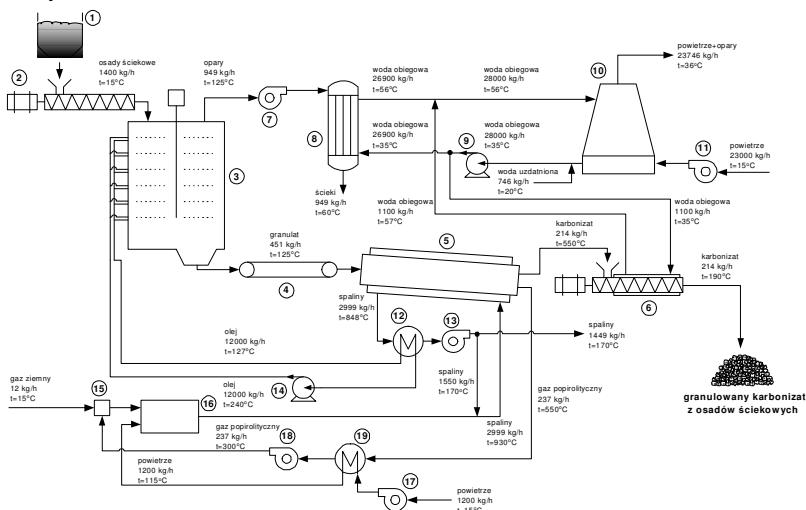 1
2
osady ściekowe
1400 kg/h
t=15°C
opary
949 kg/h
t=125°C
7
woda obiegowa
26900 kg/h
t=56°C
woda obiegowa
28000 kg/h
t=56°C
10
powietrze+opary
23746 kg/h
t=36°C
8
woda obiegowa
26900 kg/h
t=35°C
9
woda obiegowa
28000 kg/h
t=35°C
11
powietrze
23000 kg/h
t=15°C
3
woda uzdatniona
746 kg/h
t=20°C
ścieki
949 kg/h
t=60°C
woda obiegowa
1100 kg/h
t=57°C
woda obiegowa
1100 kg/h
t=35°C
granulat
451 kg/h
t=125°C
4
5
karbonizat
214 kg/h
t=550°C
karbonizat
214 kg/h
t=190°C
6
spaliny
2999 kg/h
t=848°C
12
13
spaliny
1449 kg/h
t=170°C
olej
12000 kg/h
t=127°C
gaz ziemny
12 kg/h
t=15°C
15
16
14
olej
12000 kg/h
t=240°C
spaliny
1550 kg/h
t=170°C
gaz popirolityczny
237 kg/h
t=550°C
granulowany karbonizat
z osadów ściekowych
gaz popirolityczny
237 kg/h
t=300°C
18
19
spaliny
2999 kg/h
t=930°C
powietrze
1200 kg/h
t=115°C
17
powietrze
1200 kg/h
t=15°C